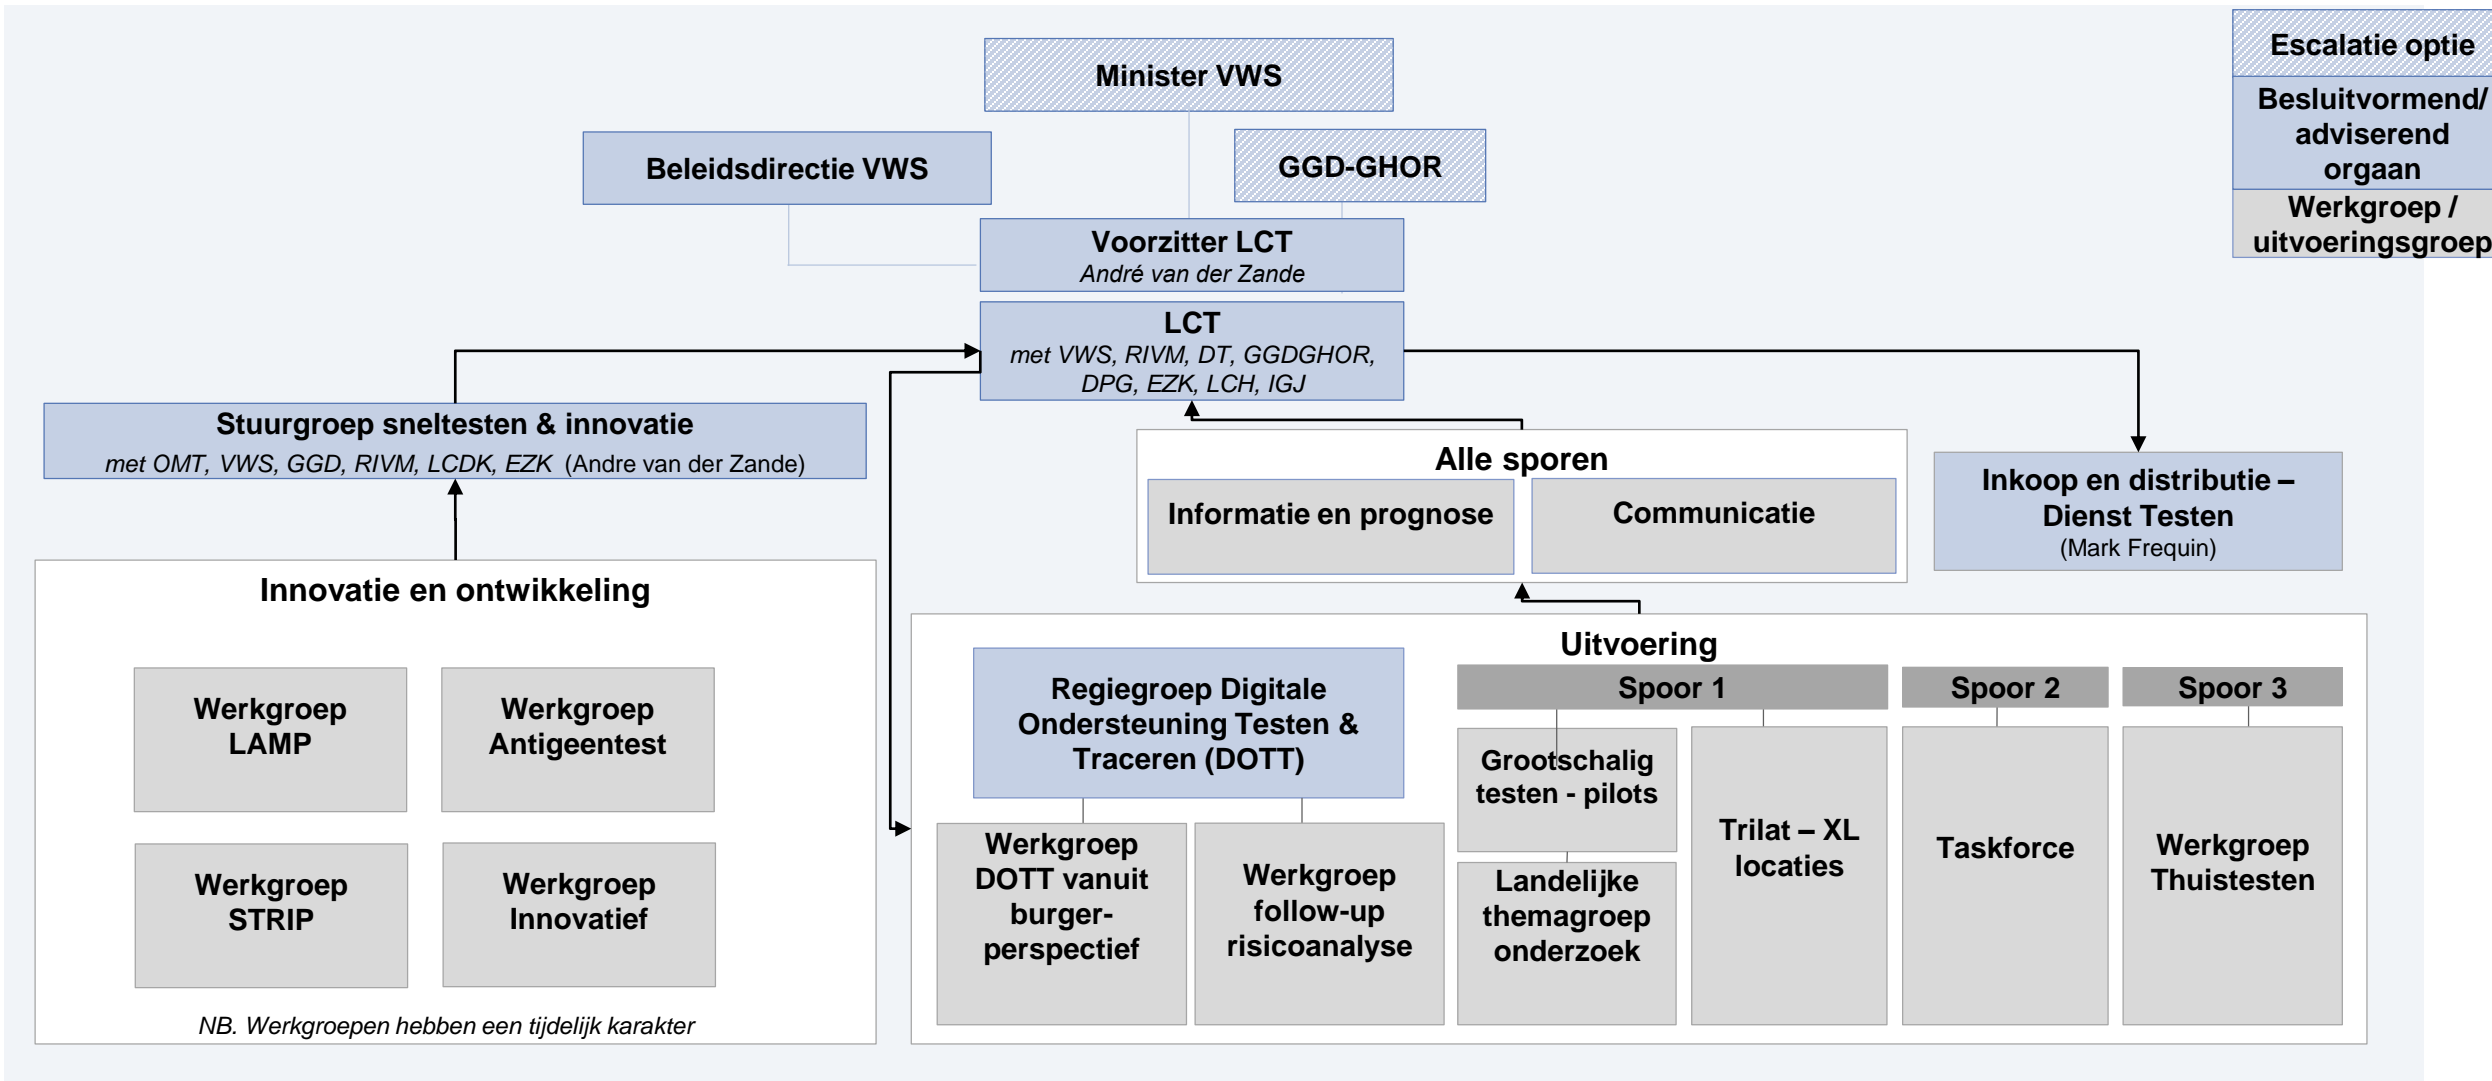 Minister VWS
Beleidsdirectie VWS
GGD-GHOR
Escalatie optie
Besluitvormend/
adviserend
orgaan
Werkgroep /
uitvoeringsgroep
Voorzitter LCT
André van der Zande
LCT
met VWS, RIVM, DT, GGDGHOR,
DPG, EZK, LCH, IGJ
Stuurgroep sneltesten & innovatie
met OMT, VWS, GGD, RIVM, LCDK, EZK (Andre van der Zande)
Alle sporen
Informatie en prognose
Communicatie
Inkoop en distributie –
Dienst Testen
(Mark Frequin)
Innovatie en ontwikkeling
Werkgroep
LAMP
Werkgroep
Antigeentest
Werkgroep
STRIP
Werkgroep
Innovatief
NB. Werkgroepen hebben een tijdelijk karakter
Uitvoering
Regiegroep Digitale
Ondersteuning Testen &
Traceren (DOTT)
Werkgroep
DOTT vanuit
burger-
perspectief
Werkgroep
follow-up
risicoanalyse
Spoor 1
Grootschalig
testen - pilots
Landelijke
themagroep
onderzoek
Trilat – XL
locaties
Spoor 2
Taskforce
Spoor 3
Werkgroep
Thuistesten